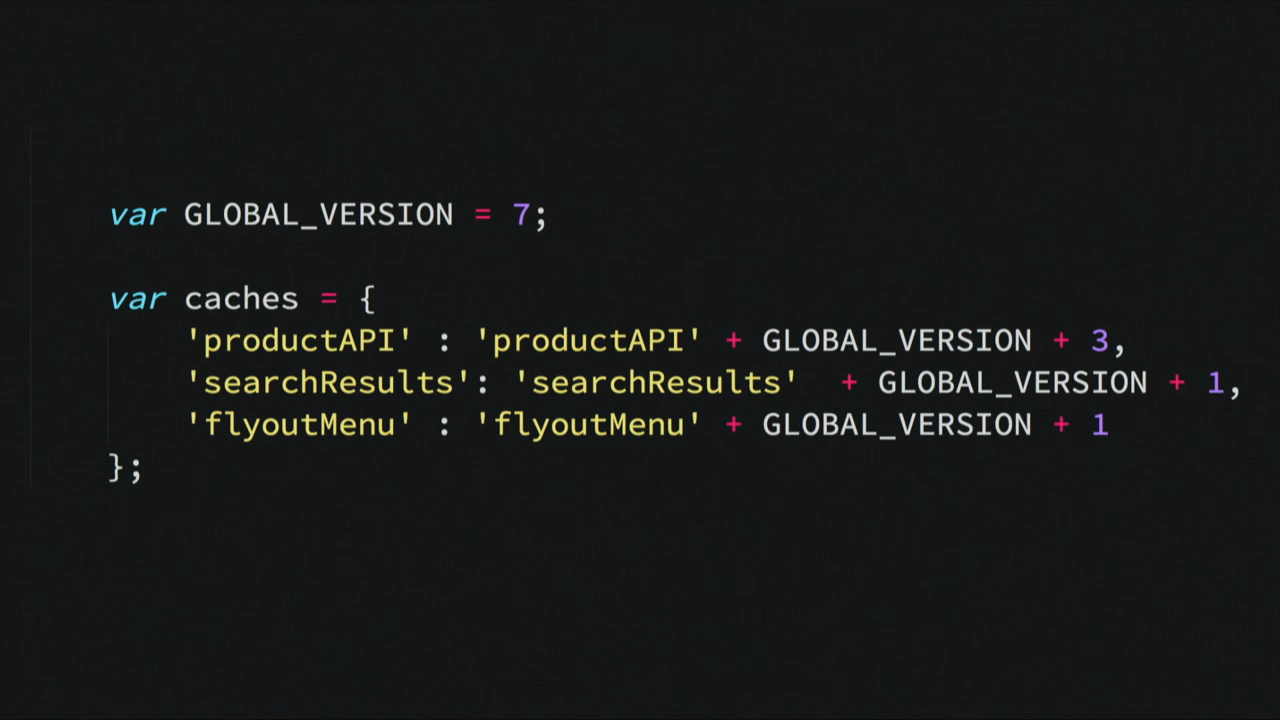 var GLOBAL_VERSION = 7;
var caches = {
'productAPI' : 'productAPI' + GLOBAL_VERSION + 3,
'searchResults': 'searchResults'  + GLOBAL_VERSION + 1,
'flyoutMenu' : 'flyoutMenu' + GLOBAL_VERSION + 1
};